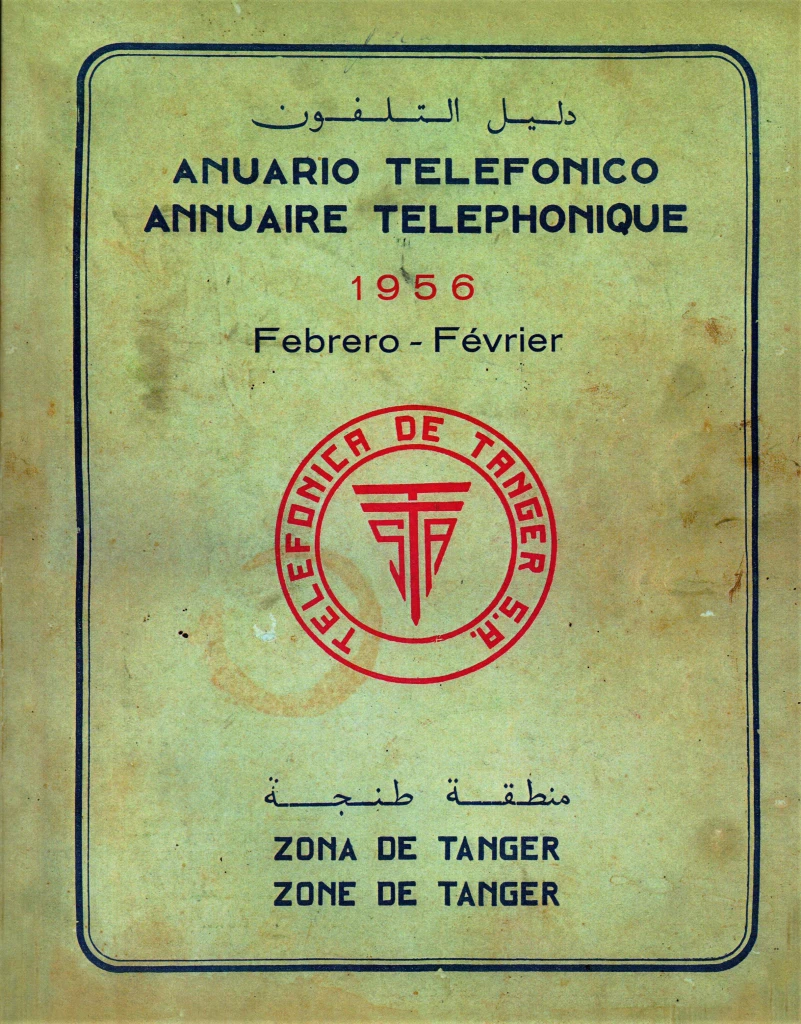 دليل التلفون
ANUARIO TELEFONICO
ANNUAIRE TELEPHONIQUE
1956
Febrero - Février
TELEFONICA DE TANGER S.A.
TSA
منطقة طنجة
ZONA DE TANGER
ZONE DE TANGER